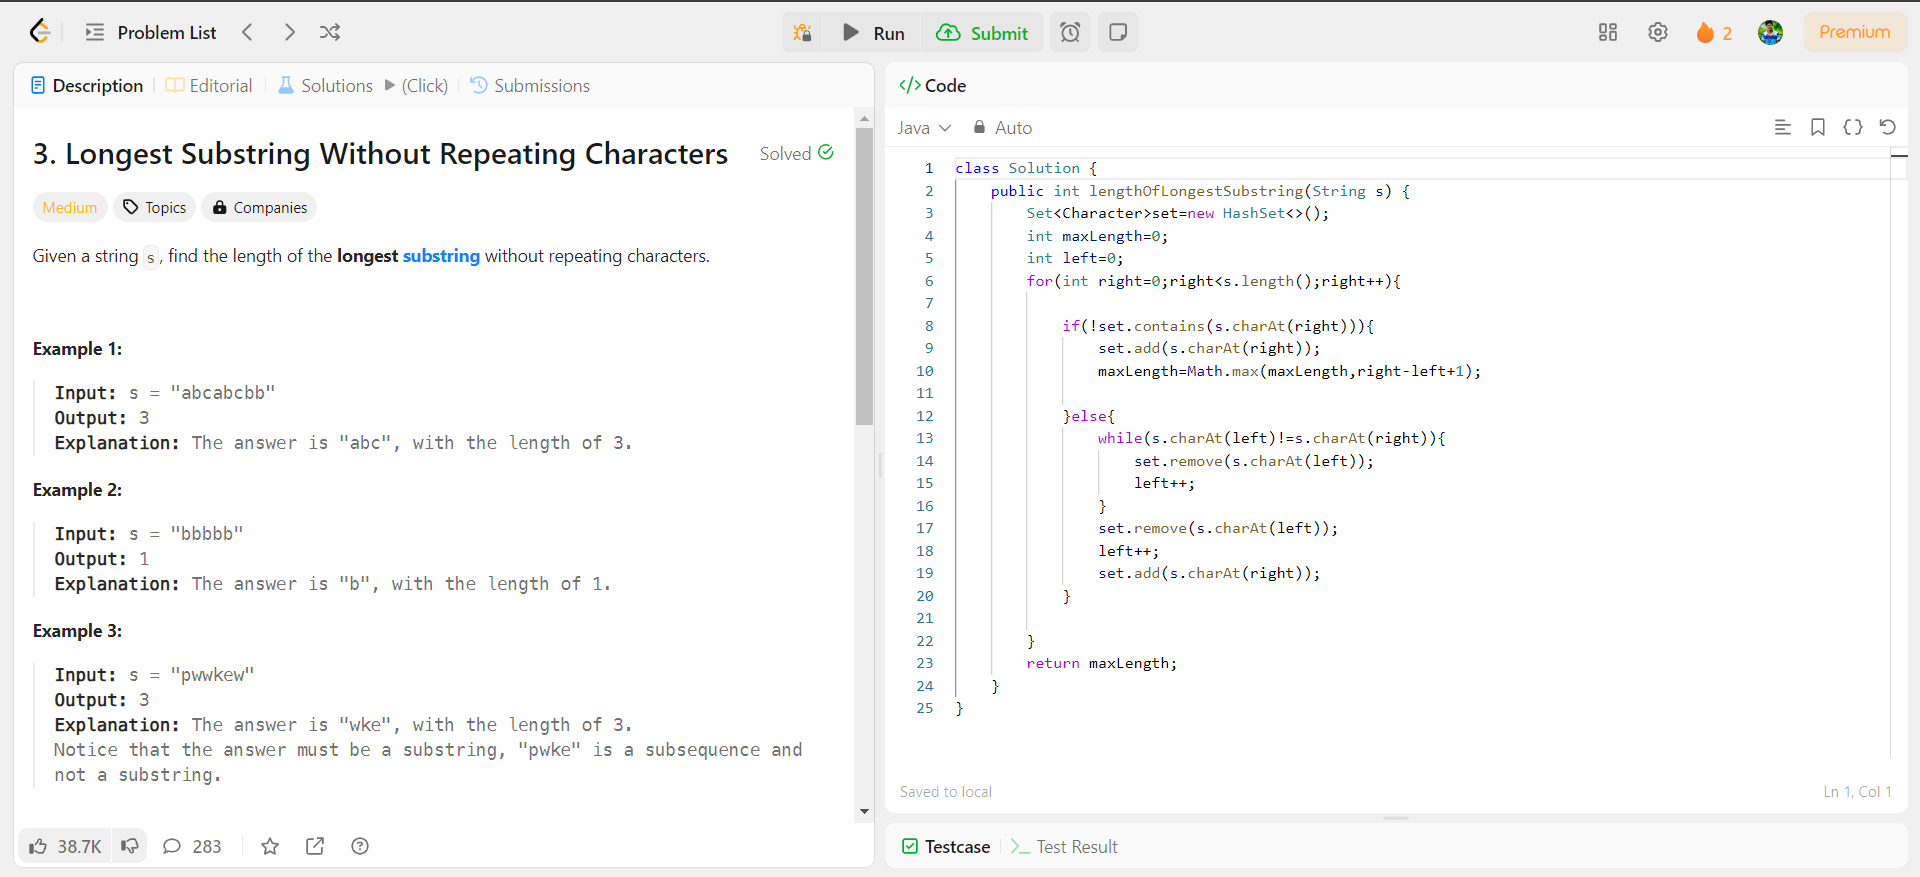 Problem List
Run
Submit
2
Premium
Description
Editorial
Solutions
(Click)
Submissions
3. Longest Substring Without Repeating Characters
Solved
Medium
Topics
Companies
Given a string s, find the length of the longest substring without repeating characters.
Example 1:
Input: s = "abcabcbb"
Output: 3
Explanation: The answer is "abc", with the length of 3.
Example 2:
Input: s = "bbbbb"
Output: 1
Explanation: The answer is "b", with the length of 1.
Example 3:
Input: s = "pwwkew"
Output: 3
Explanation: The answer is "wke", with the length of 3.
Notice that the answer must be a substring, "pwke" is a subsequence and
not a substring.
38.7K
283
</> Code
Java
Auto
1 class Solution {
2 public int lengthOfLongestSubstring(String s) {
3 Set<Character>set=new HashSet<>();
4 int maxLength=0;
5 int left=0;
6 for(int right=0;right<s.length();right++){
7
8 if(!set.contains(s.charAt(right))){
9 set.add(s.charAt(right));
10 maxLength=Math.max(maxLength,right-left+1);
11
12 }else{
13 while(s.charAt(left)!=s.charAt(right)){
14 set.remove(s.charAt(left));
15 left++;
16 }
17 set.remove(s.charAt(left));
18 left++;
19 set.add(s.charAt(right));
20 }
21
22 }
23 return maxLength;
24 }
25 }
Saved to local
Ln 1, Col 1
Testcase
Test Result